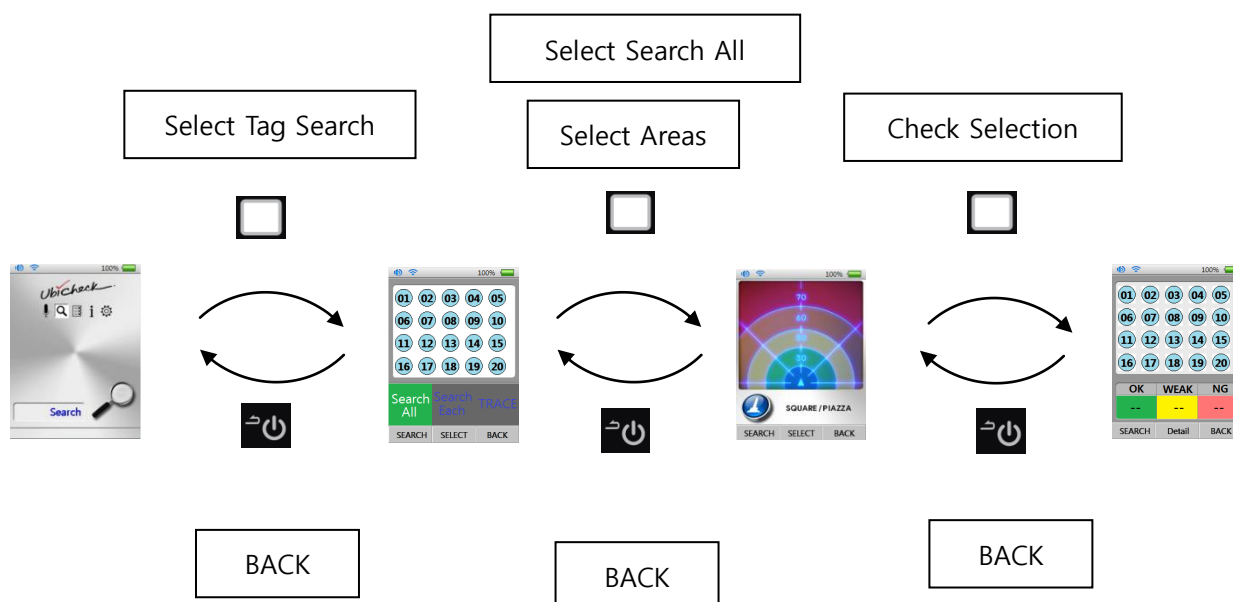 Select Search All
Select Tag Search
Select Areas
Check Selection
100%
Ubicheck
Search
100%
01 02 03 04 05
06 07 08 09 10
11 12 13 14 15
16 17 18 19 20
Search All
Search Each
TRACE
SEARCH SELECT BACK
100%
70
60
30
SQUARE / PIAZZA
SEARCH SELECT BACK
100%
01 02 03 04 05
06 07 08 09 10
11 12 13 14 15
16 17 18 19 20
OK WEAK NG
-- -- --
SEARCH Detail BACK
BACK
BACK
BACK